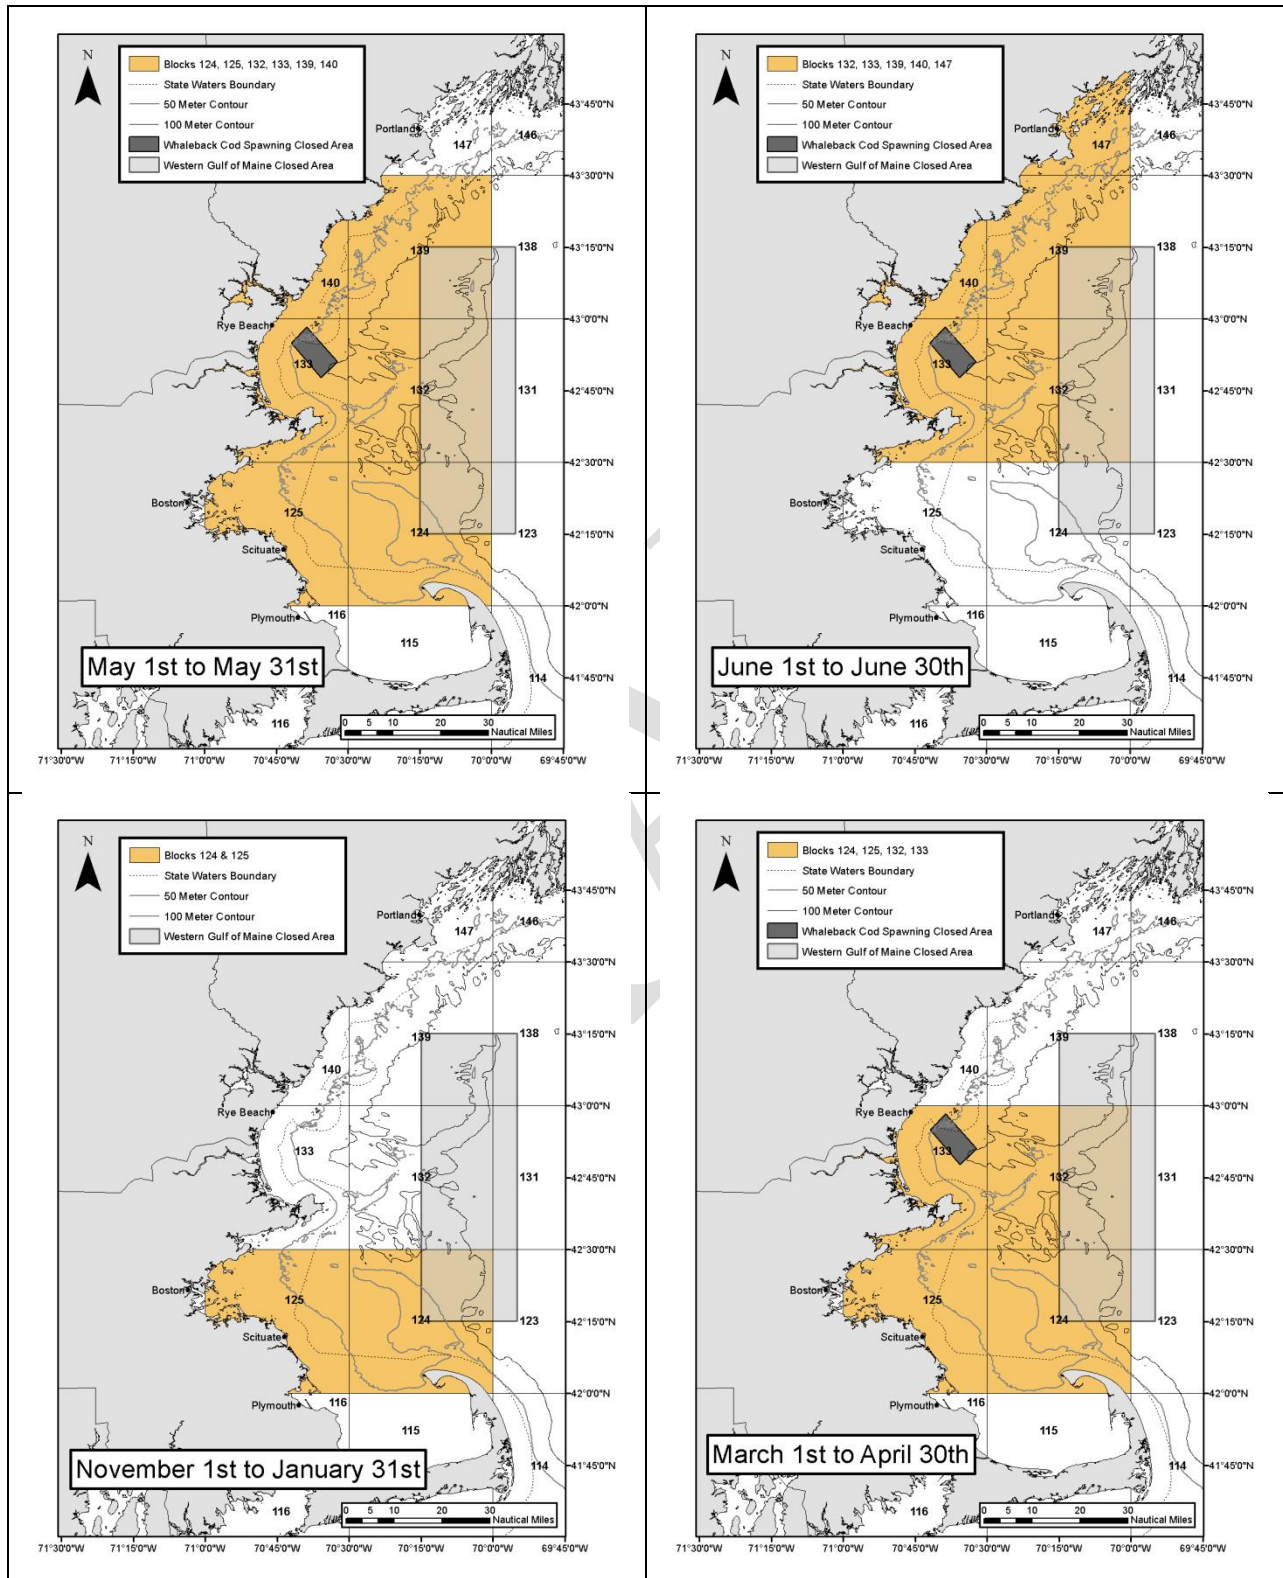 N
Blocks 124, 125, 132, 133, 139, 140
State Waters Boundary
50 Meter Contour
100 Meter Contour
Whaleback Cod Spawning Closed Area
Western Gulf of Maine Closed Area
43°45'0"N
Portland
146
147
43°30'0"N
139
138
43°15'0"N
140
Rye Beach
43°0'0"N
133
132
131
42°45'0"N
42°30'0"N
Boston
125
124
123
42°15'0"N
Scituate
42°0'0"N
Plymouth
116
115
May 1st to May 31st
114
41°45'0"N
116
0 5 10 20 30
Nautical Miles
71°30'0"W 71°15'0"W 71°0'0"W 70°45'0"W 70°30'0"W 70°15'0"W 70°0'0"W 69°45'0"W
N
Blocks 132, 133, 139, 140, 147
State Waters Boundary
50 Meter Contour
100 Meter Contour
Whaleback Cod Spawning Closed Area
Western Gulf of Maine Closed Area
43°45'0"N
Portland
146
147
43°30'0"N
139
138
43°15'0"N
140
Rye Beach
43°0'0"N
133
132
131
42°45'0"N
42°30'0"N
Boston
125
124
123
42°15'0"N
Scituate
42°0'0"N
Plymouth
116
115
June 1st to June 30th
114
41°45'0"N
116
0 5 10 20 30
Nautical Miles
71°30'0"W 71°15'0"W 71°0'0"W 70°45'0"W 70°30'0"W 70°15'0"W 70°0'0"W 69°45'0"W
N
Blocks 124 & 125
State Waters Boundary
50 Meter Contour
100 Meter Contour
Western Gulf of Maine Closed Area
43°45'0"N
Portland
146
147
43°30'0"N
139
138
43°15'0"N
140
Rye Beach
43°0'0"N
133
132
131
42°45'0"N
42°30'0"N
Boston
125
124
123
42°15'0"N
Scituate
42°0'0"N
Plymouth
116
115
November 1st to January 31st
114
41°45'0"N
116
0 5 10 20 30
Nautical Miles
71°30'0"W 71°15'0"W 71°0'0"W 70°45'0"W 70°30'0"W 70°15'0"W 70°0'0"W 69°45'0"W
N
Blocks 124, 125, 132, 133
State Waters Boundary
50 Meter Contour
100 Meter Contour
Whaleback Cod Spawning Closed Area
Western Gulf of Maine Closed Area
43°45'0"N
Portland
146
147
43°30'0"N
139
138
43°15'0"N
140
Rye Beach
43°0'0"N
133
132
131
42°45'0"N
42°30'0"N
Boston
125
124
123
42°15'0"N
Scituate
42°0'0"N
Plymouth
116
115
March 1st to April 30th
114
41°45'0"N
116
0 5 10 20 30
Nautical Miles
71°30'0"W 71°15'0"W 71°0'0"W 70°45'0"W 70°30'0"W 70°15'0"W 70°0'0"W 69°45'0"W